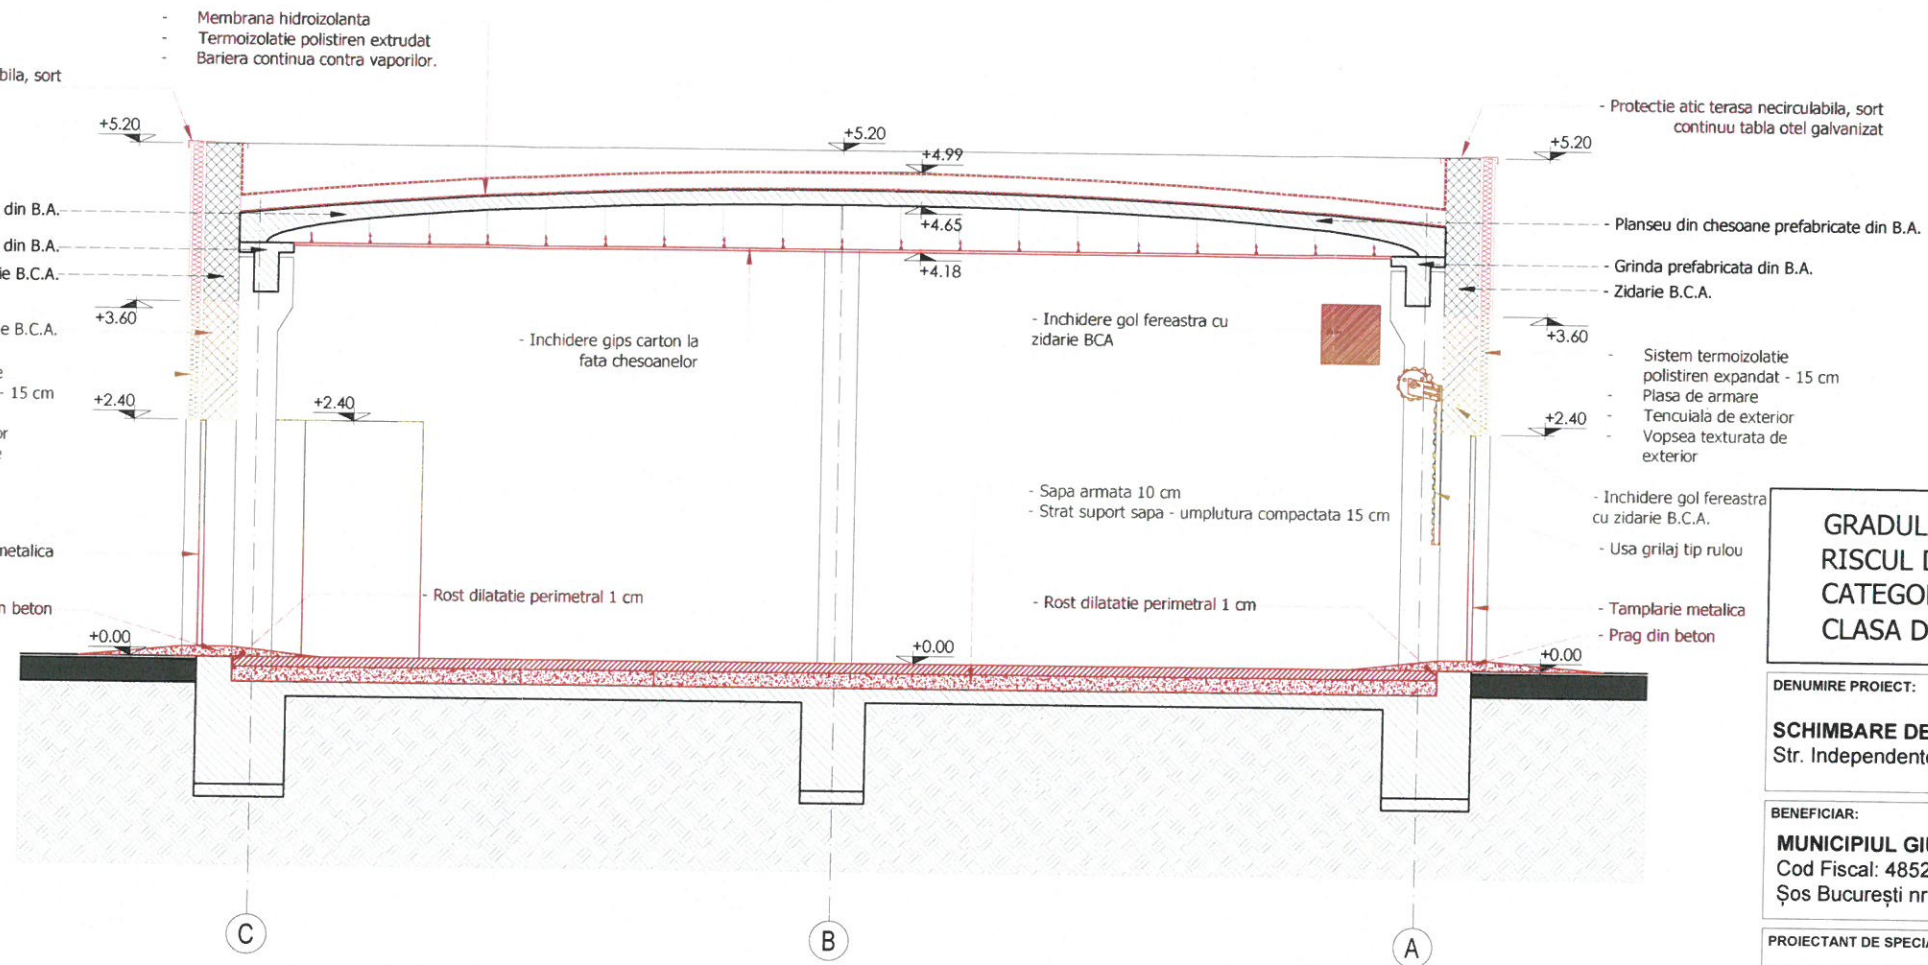 - Membrana hidroizolanta
- Termoizolatie polistiren extrudat
- Bariera continua contra vaporilor.
sort
- Protectie atic terasa necirculabila, sort
continuu tabla otel galvanizat
+5.20
+5.20
+5.20
+4.99
din B.A.
+4.65
- Planseu din chesoane prefabricate din B.A.
din B.A.
+4.18
- Grinda prefabricata din B.A.
B.C.A.
- Zidarie B.C.A.
+3.60
+3.60
B.C.A.
- Inchidere gips carton la
fata chesoanelor
- Inchidere gol fereastra cu
zidarie BCA
- Sistem termoizolatie
polistiren expandat - 15 cm
- Plasa de armare
- Tencuiala de exterior
- Vopsea texturata de
exterior
- 15 cm
+2.40
+2.40
+2.40
- Sapa armata 10 cm
- Strat suport sapa - umplutura compactata 15 cm
- Inchidere gol fereastra
cu zidarie B.C.A.
- Usa grilaj tip rulou
metalica
- Rost dilatatie perimetral 1 cm
- Rost dilatatie perimetral 1 cm
- Tamplarie metalica
- Prag din beton
beton
+0.00
+0.00
+0.00
C
B
A
GRADUL
RISCUL D
CATEGO
CLASA D
DENUMIRE PROIECT:
SCHIMBARE DE
Str. Independent
BENEFICIAR:
MUNICIPIUL GI
Cod Fiscal: 4852
Șos București nr
PROIECTANT DE SPECI